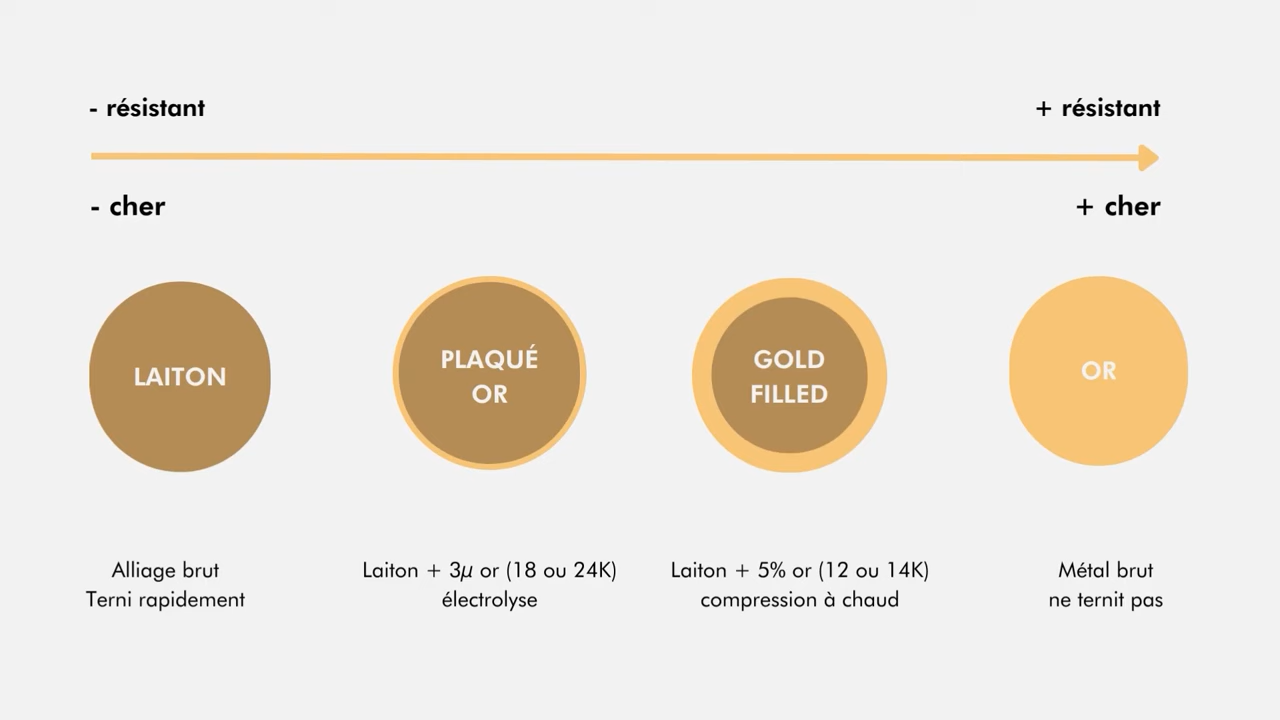 - résistant
+ résistant
- cher
+ cher
LAITON
PLAQUÉ
OR
GOLD
FILLED
OR
Alliage brut
Terni rapidement
Laiton + 3μ or (18 ou 24K)
électrolyse
Laiton + 5% or (12 ou 14K)
compression à chaud
Métal brut
ne ternit pas